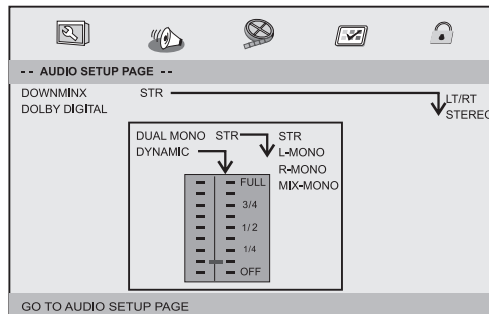 -- AUDIO SETUP PAGE --
DOWNMINX STR LT/RT
DOLBY DIGITAL STEREO
DUAL MONO STR STR
DYNAMIC L-MONO
R-MONO
MIX-MONO
FULL
3/4
1/2
1/4
OFF
GO TO AUDIO SETUP PAGE